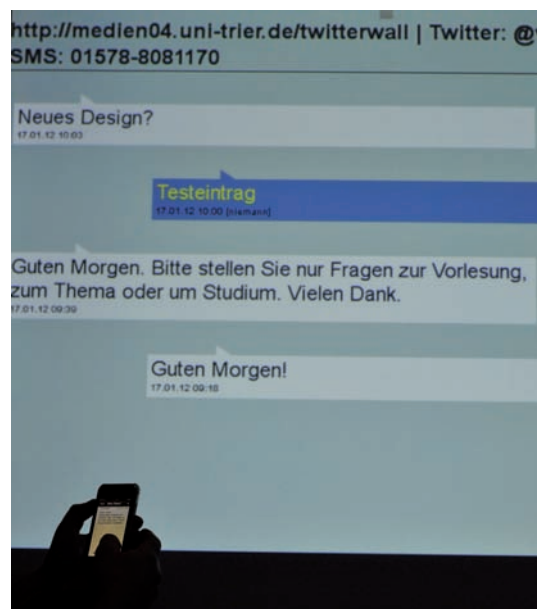 http://medien04.uni-trier.de/twitterwall | Twitter: @
SMS: 01578-8081170
Neues Design?
17.01.12 10:03
Testeintrag
17.01.12 10:00 [niemann]
Guten Morgen. Bitte stellen Sie nur Fragen zur Vorlesung,
zum Thema oder um Studium. Vielen Dank.
17.01.12 09:39
Guten Morgen!
17.01.12 09:18